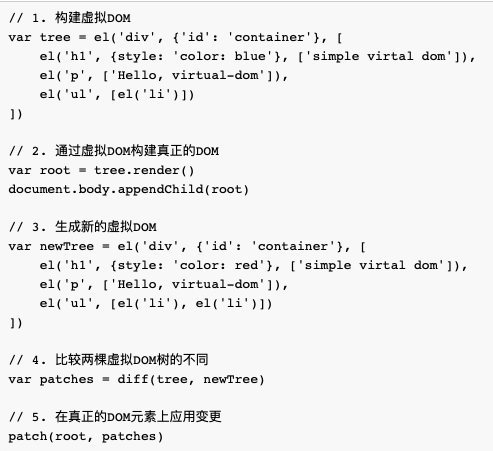 // 1. 构建虚拟DOM
var tree = el('div', {'id': 'container'}, [
    el('h1', {style: 'color: blue'}, ['simple virtal dom']),
    el('p', ['Hello, virtual-dom']),
    el('ul', [el('li')])
])

// 2. 通过虚拟DOM构建真正的DOM
var root = tree.render()
document.body.appendChild(root)

// 3. 生成新的虚拟DOM
var newTree = el('div', {'id': 'container'}, [
    el('h1', {style: 'color: red'}, ['simple virtal dom']),
    el('p', ['Hello, virtual-dom']),
    el('ul', [el('li'), el('li')])
])

// 4. 比较两棵虚拟DOM树的不同
var patches = diff(tree, newTree)

// 5. 在真正的DOM元素上应用变更
patch(root, patches)